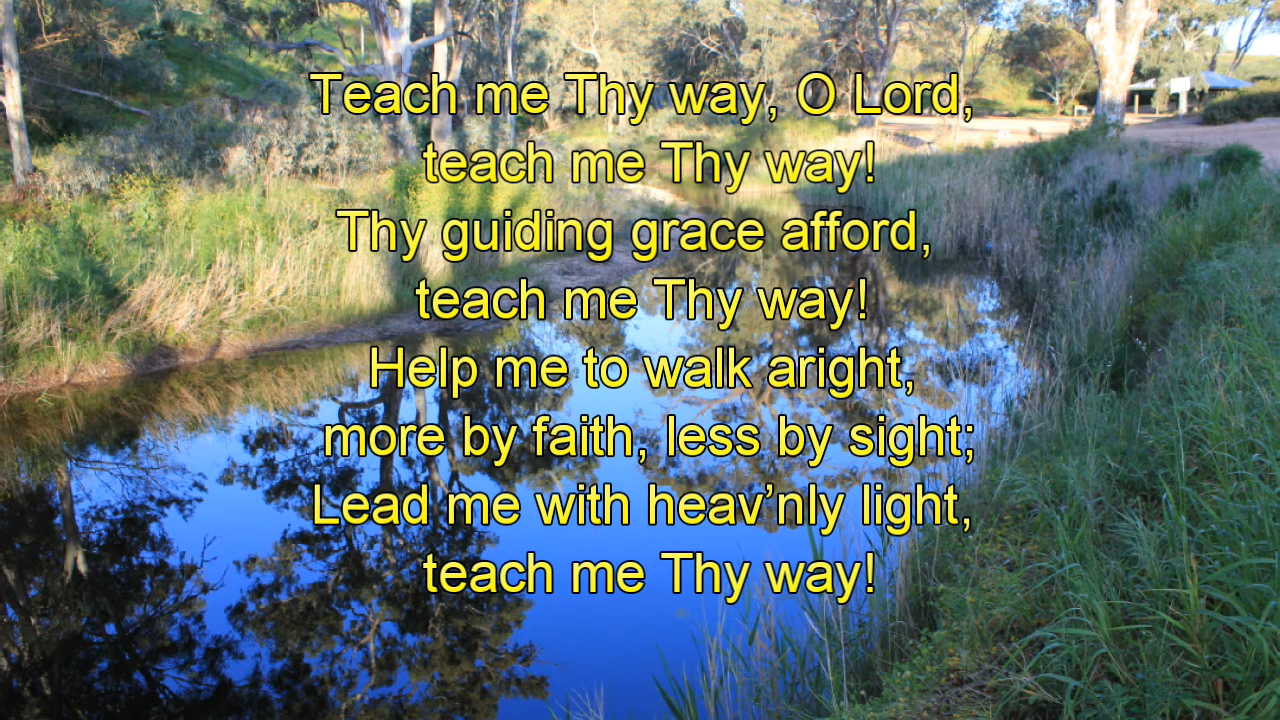 Teach me Thy way, O Lord,
teach me Thy way!
Thy guiding grace afford,
teach me Thy way!
Help me to walk aright,
more by faith, less by sight;
Lead me with heav’nly light,
teach me Thy way!